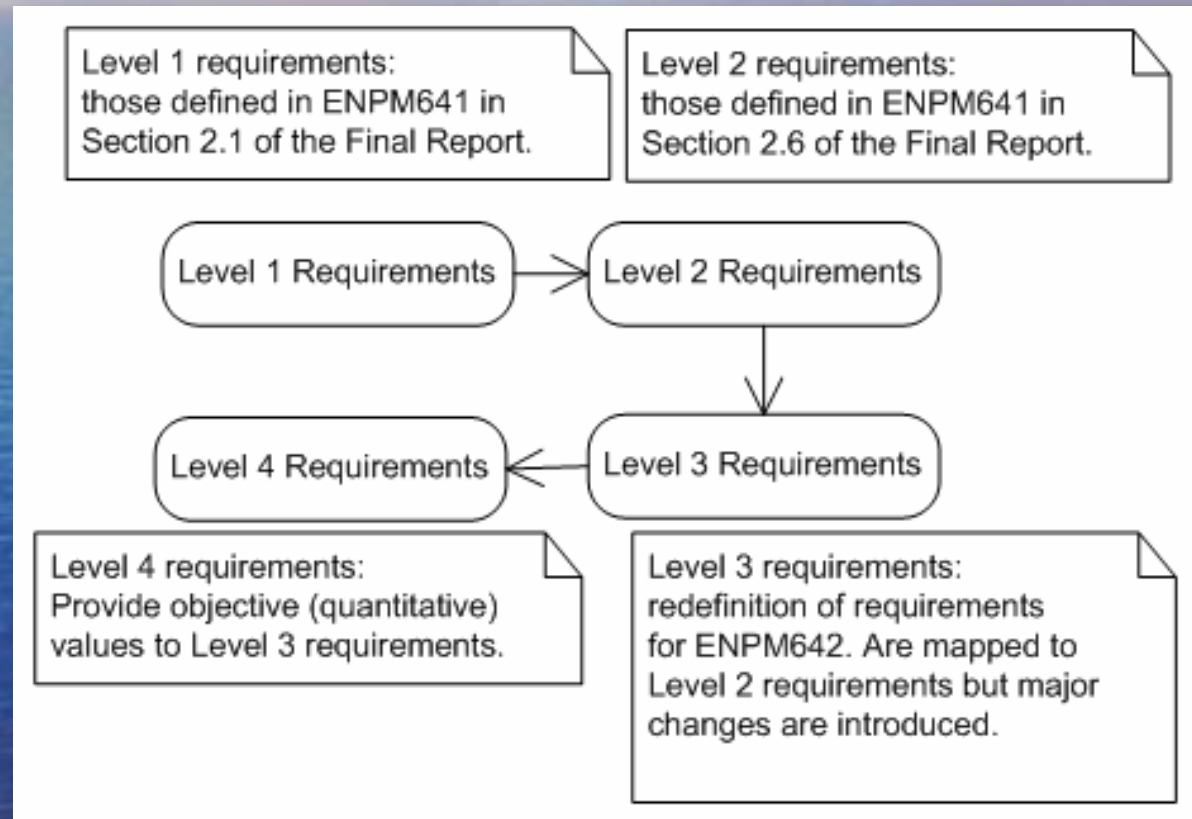 Level 1 requirements:
those defined in ENPM641 in
Section 2.1 of the Final Report.
Level 2 requirements:
those defined in ENPM641 in
Section 2.6 of the Final Report.
Level 1 Requirements
Level 2 Requirements
Level 4 Requirements
Level 3 Requirements
Level 4 requirements:
Provide objective (quantitative)
values to Level 3 requirements.
Level 3 requirements:
redefinition of requirements
for ENPM642. Are mapped to
Level 2 requirements but major
changes are introduced.